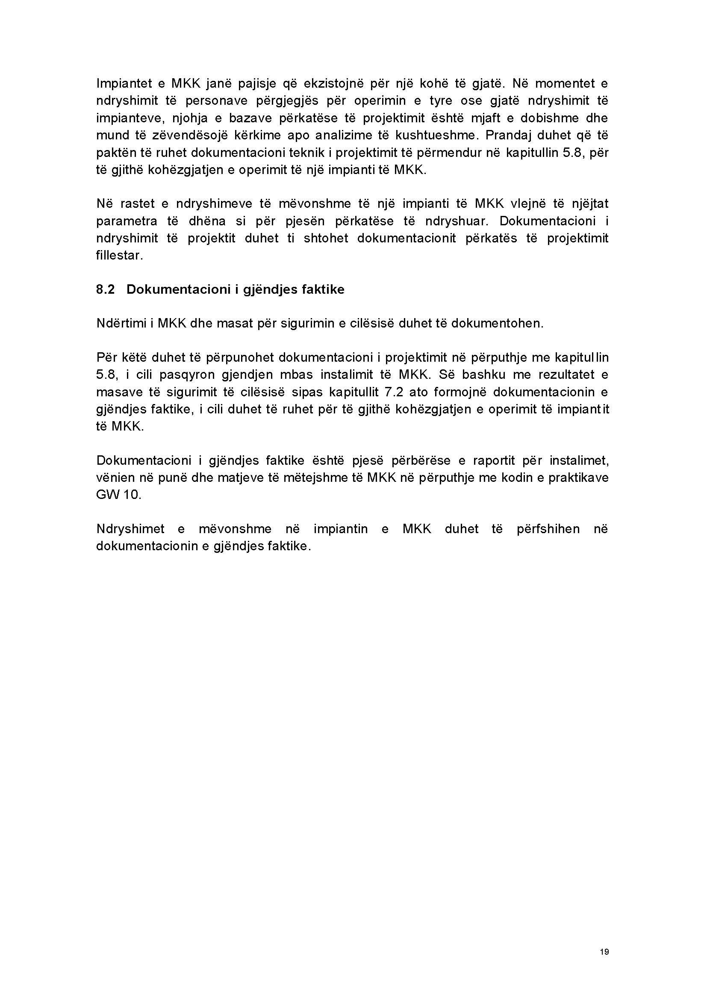 Impiantet e MKK janë pajisje që ekzistojnë për një kohë të gjatë. Në momentet e
ndryshimit të personave përgjegjës për operimin e tyre ose gjatë ndryshimit të
impianteve, njohja e bazave përkatëse të projektimit është mjaft e dobishme dhe
mund të zëvendësojë kërkime apo analizime të kushtueshme. Prandaj duhet që të
paktën të ruhet dokumentacioni teknik i projektimit të përmendur në kapitullin 5.8, për
të gjithë kohëzgjatjen e operimit të një impianti të MKK.
Në rastet e ndryshimeve të mëvonshme të një impianti të MKK vlejnë të njëjtat
parametra të dhëna si për pjesën përkatëse të ndryshuar. Dokumentacioni i
ndryshimit të projektit duhet ti shtohet dokumentacionit përkatës të projektimit
fillestar.
8.2 Dokumentacioni i gjëndjes faktike
Ndërtimi i MKK dhe masat për sigurimin e cilësisë duhet të dokumentohen.
Për këtë duhet të përpunohet dokumentacioni i projektimit në përputhje me kapitullin
5.8, i cili pasqyron gjendjen mbas instalimit të MKK. Së bashku me rezultatet e
masave të sigurimit të cilësisë sipas kapitullit 7.2 ato formojnë dokumentacionin e
gjëndjes faktike, i cili duhet të ruhet për të gjithë kohëzgjatjen e operimit të impiantit
të MKK.
Dokumentacioni i gjëndjes faktike është pjesë përbërëse e raportit për instalimet,
vënien në punë dhe matjeve të mëtejshme të MKK në përputhje me kodin e praktikave
GW 10.
Ndryshimet e mëvonshme në impiantin e MKK duhet të përfshihen në
dokumentacionin e gjëndjes faktike.
19